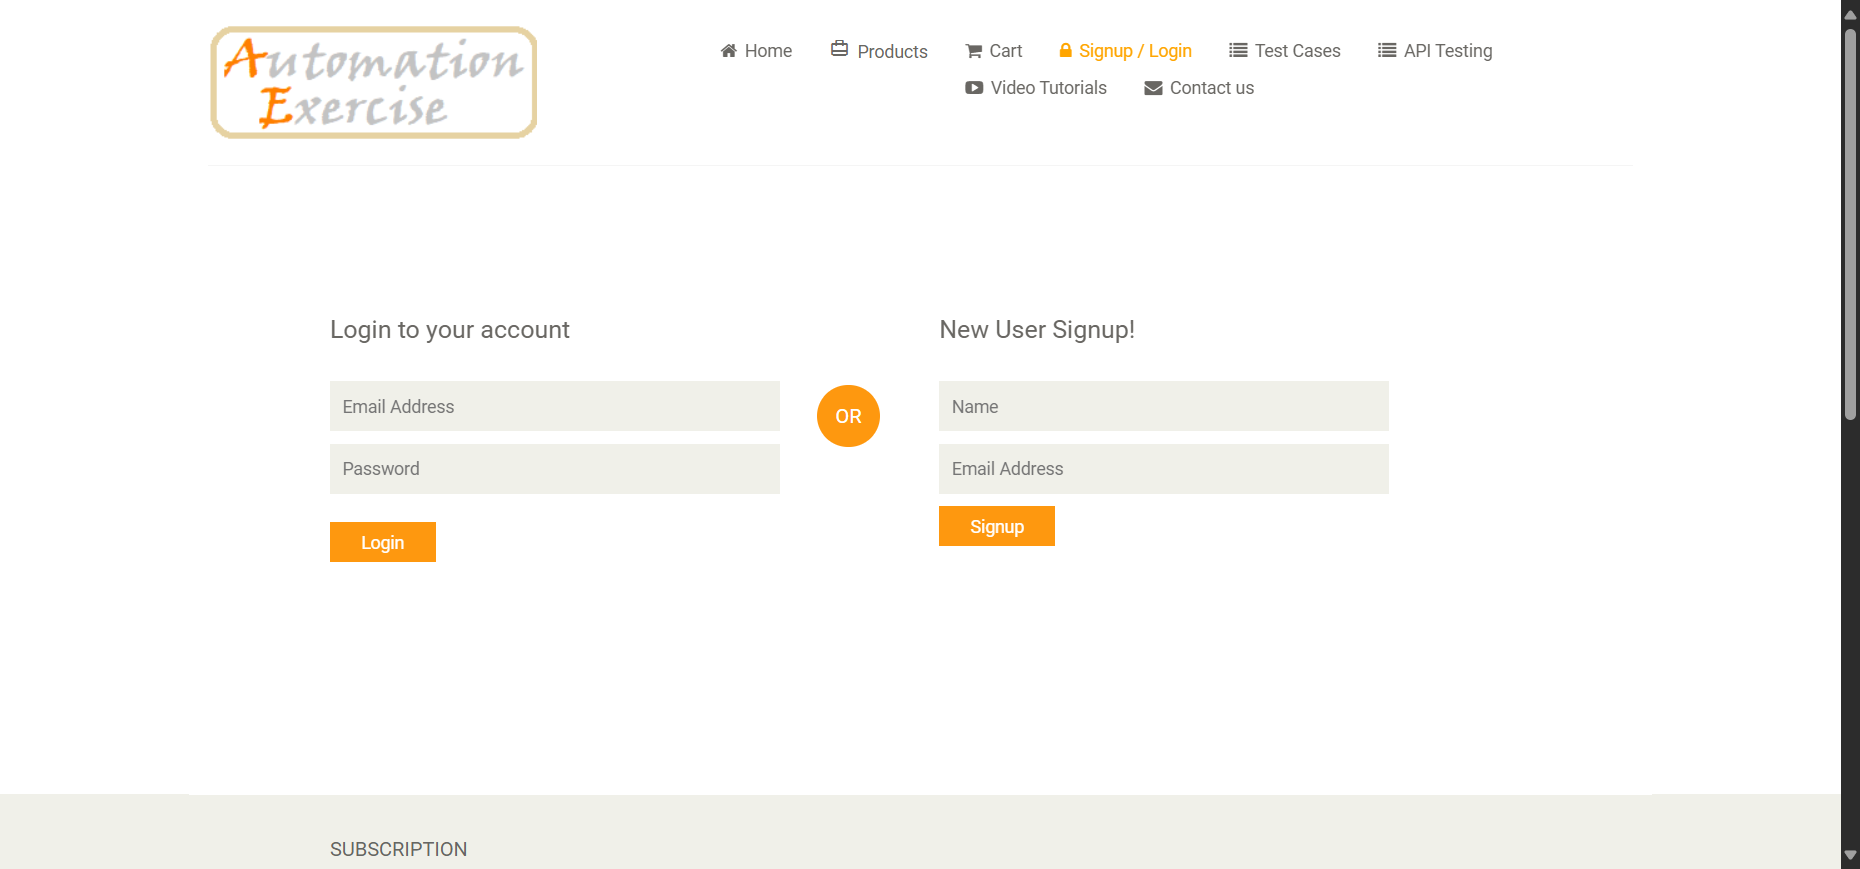 Automation
Exercise
Home Products Cart Signup / Login Test Cases API Testing
Video Tutorials Contact us
Login to your account
Email Address
Password
Login
OR
New User Signup!
Name
Email Address
Signup
SUBSCRIPTION